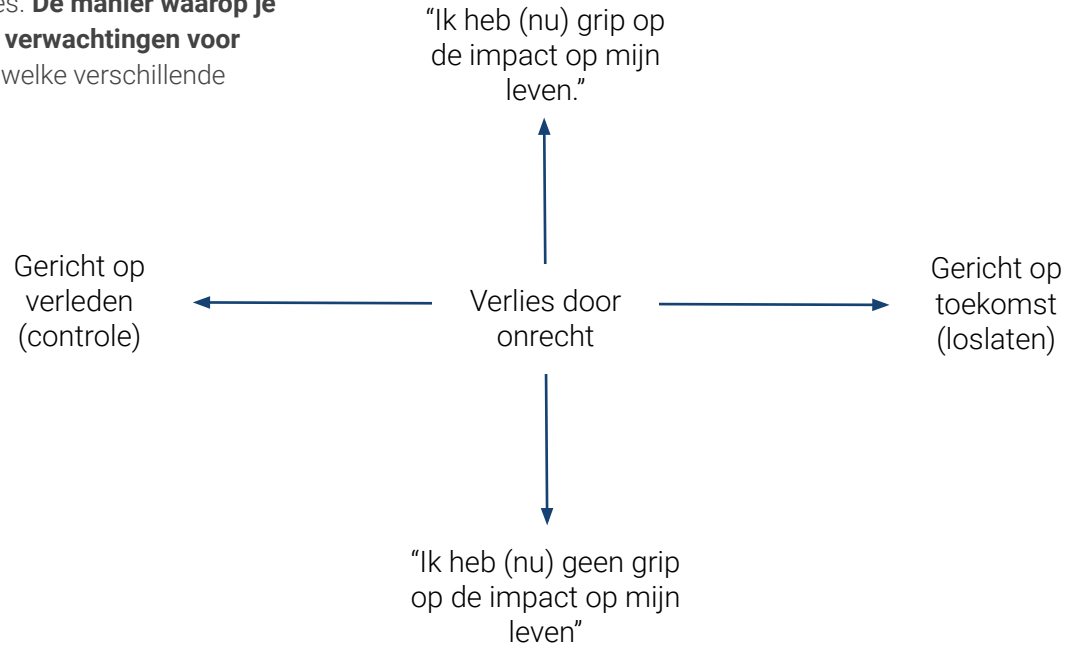 es. De manier waarop je
verwachtingen voor
welke verschillende
“Ik heb (nu) grip op
de impact op mijn
leven.”
Gericht op
verleden
(controle)
Verlies door
onrecht
Gericht op
toekomst
(loslaten)
“Ik heb (nu) geen grip
op de impact op mijn
leven”